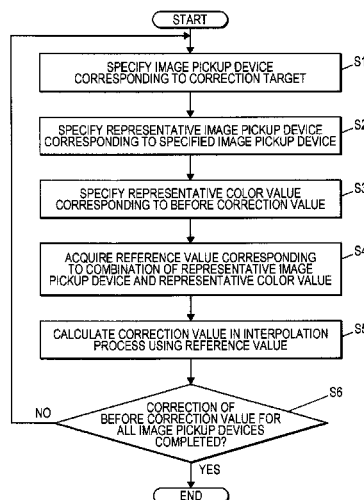 START
SPECIFY IMAGE PICKUP DEVICE
CORRESPONDING TO CORRECTION TARGET
S1
SPECIFY REPRESENTATIVE IMAGE PICKUP DEVICE
CORRESPONDING TO SPECIFIED IMAGE PICKUP DEVICE
S2
SPECIFY REPRESENTATIVE COLOR VALUE
CORRESPONDING TO BEFORE CORRECTION VALUE
S3
ACQUIRE REFERENCE VALUE CORRESPONDING
TO COMBINATION OF REPRESENTATIVE IMAGE
PICKUP DEVICE AND REPRESENTATIVE COLOR VALUE
S4
CALCULATE CORRECTION VALUE IN INTERPOLATION
PROCESS USING REFERENCE VALUE
S5
S6
CORRECTION OF
BEFORE CORRECTION VALUE FOR
ALL IMAGE PICKUP DEVICES
COMPLETED?
NO
YES
END